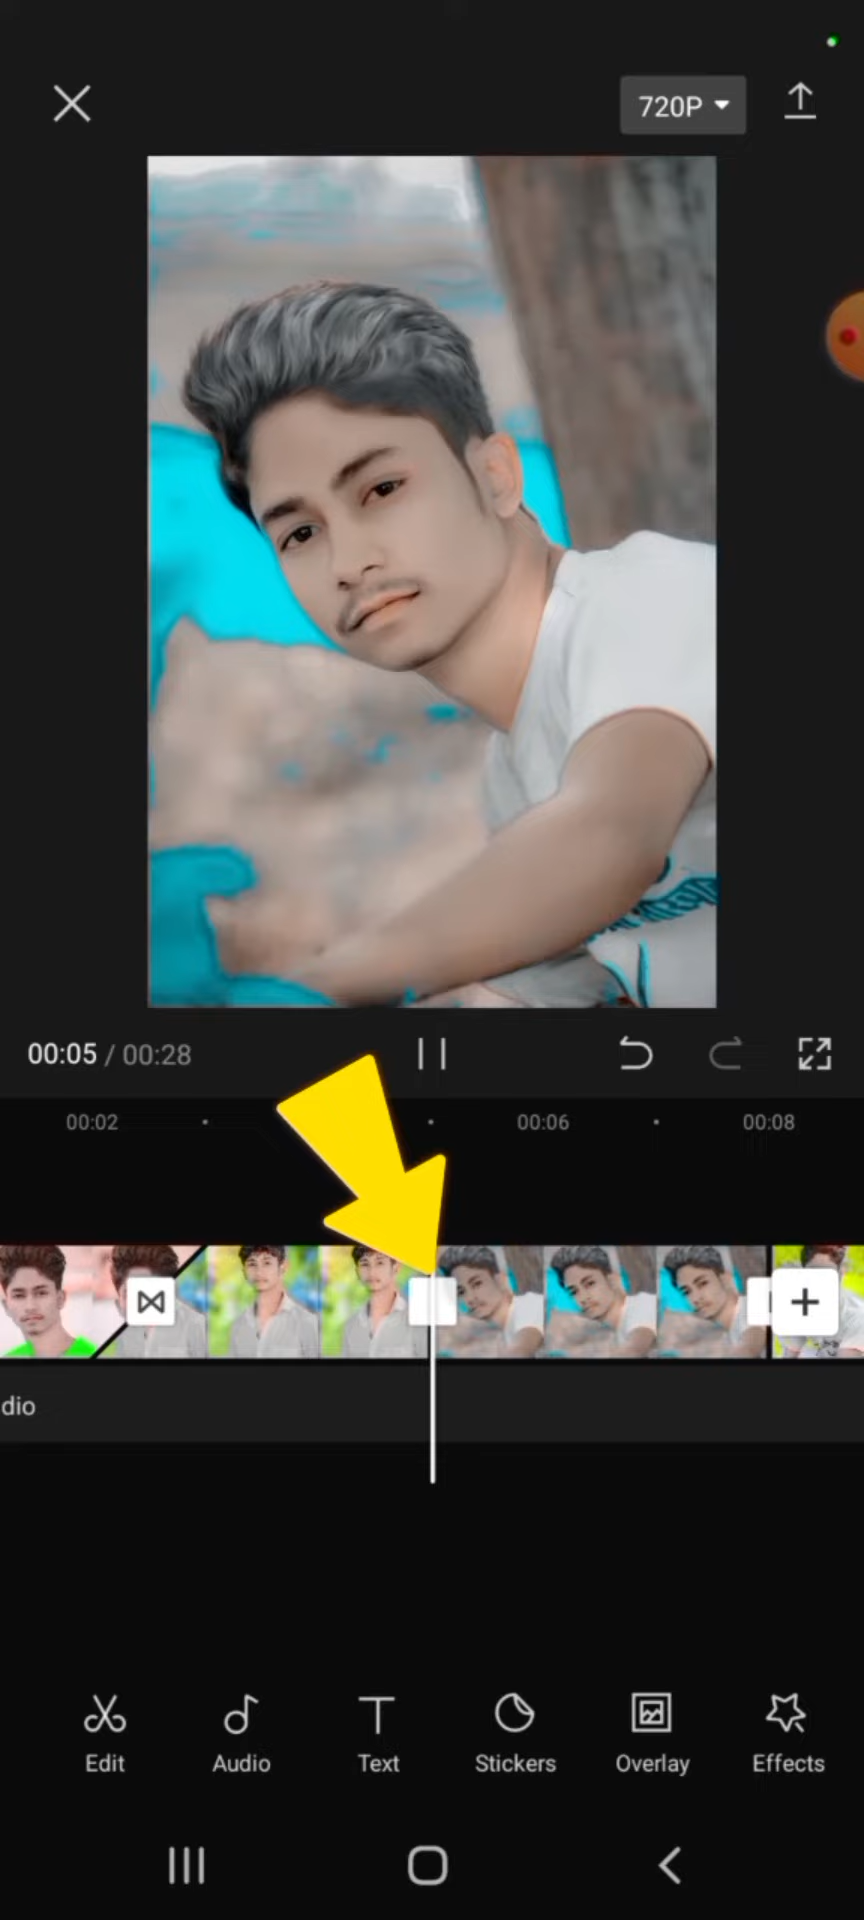 720P
00:05 / 00:28
00:02
00:06
00:08
dio
Edit
Audio
Text
Stickers
Overlay
Effects